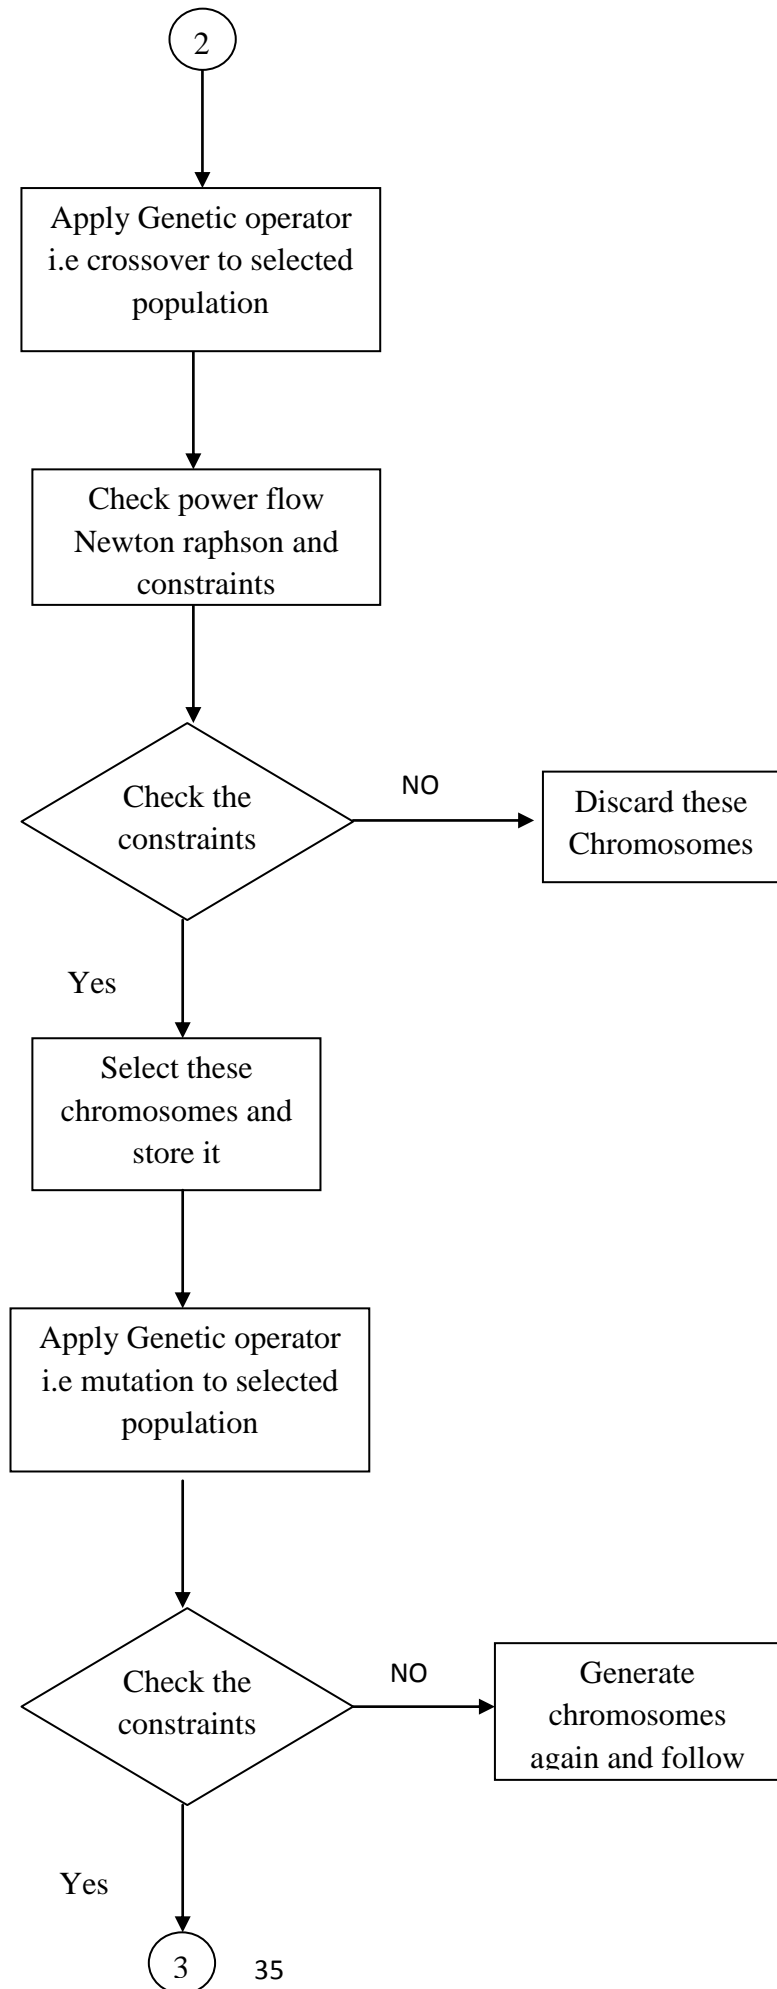 2
Apply Genetic operator
i.e crossover to selected
population
Check power flow
Newton raphson and
constraints
Check the
constraints
NO
Discard these
Chromosomes
Yes
Select these
chromosomes and
store it
Apply Genetic operator
i.e mutation to selected
population
Check the
constraints
NO
Generate
chromosomes
again and follow
Yes
3
35